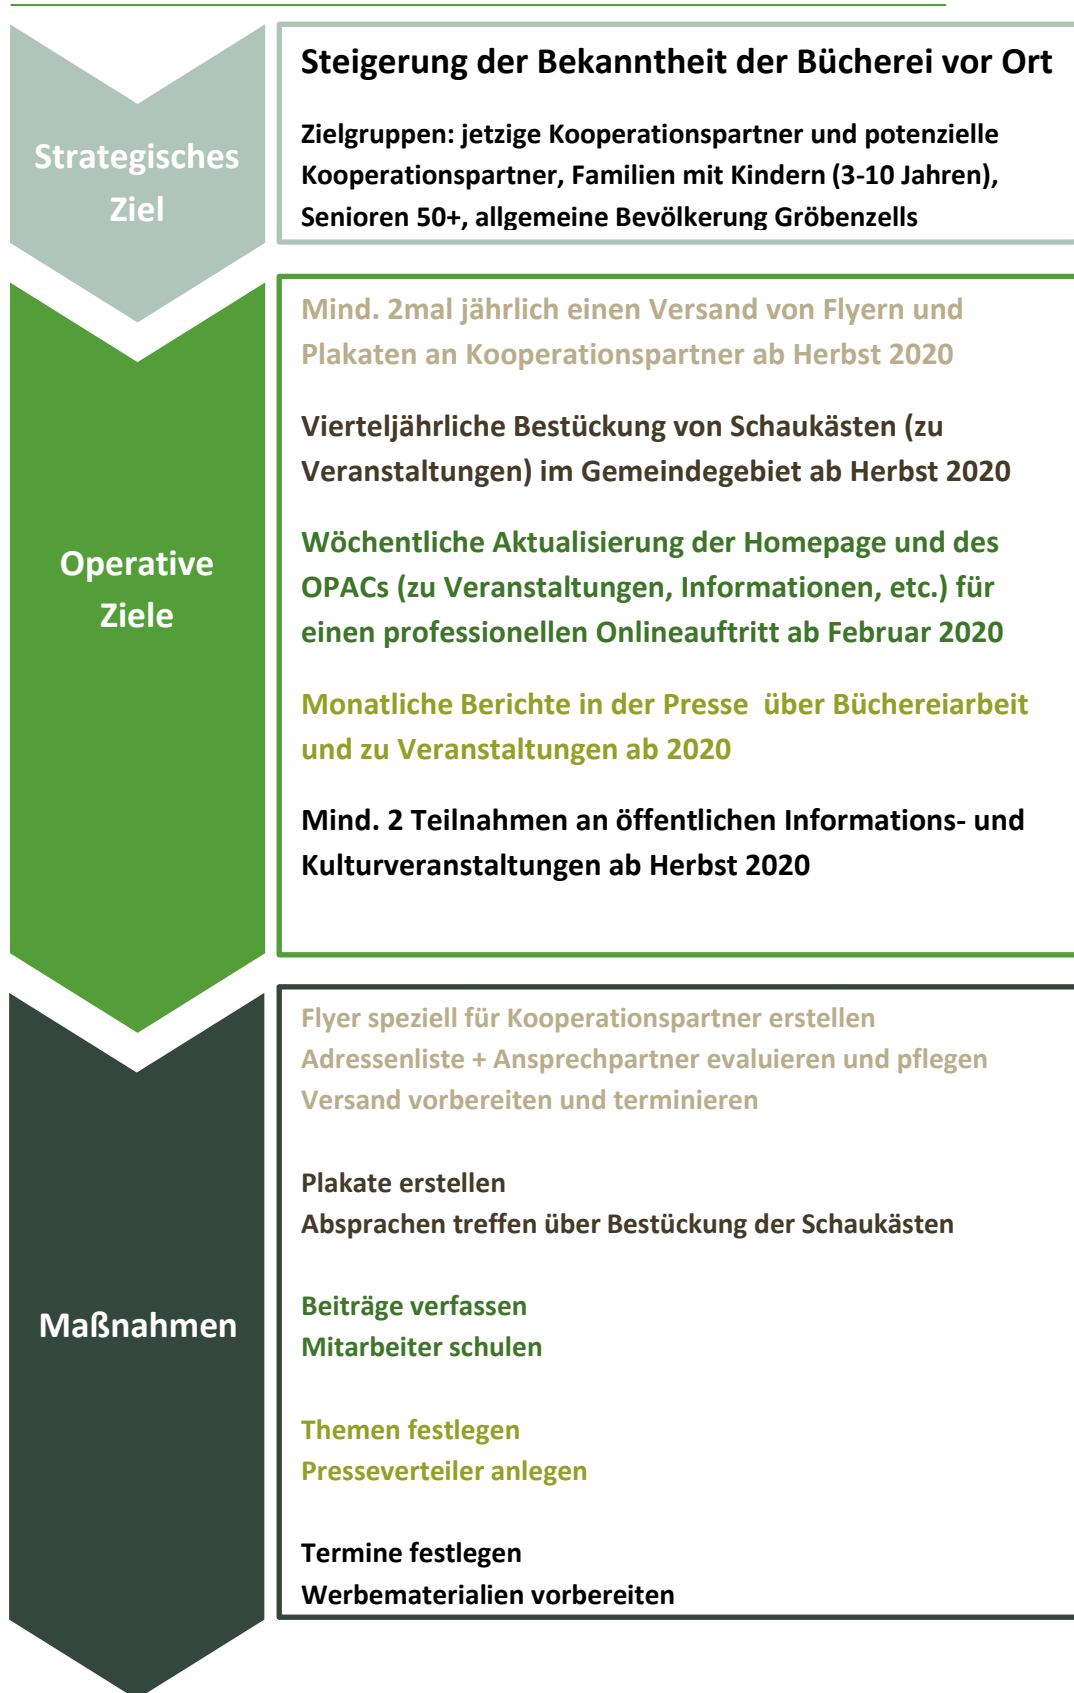 Strategisches
Ziel
Steigerung der Bekanntheit der Bücherei vor Ort
Zielgruppen: jetzige Kooperationspartner und potenzielle
Kooperationspartner, Familien mit Kindern (3-10 Jahren),
Senioren 50+, allgemeine Bevölkerung Gröbenzells
Operative
Ziele
Mind. 2mal jährlich einen Versand von Flyern und
Plakaten an Kooperationspartner ab Herbst 2020
Vierteljährliche Bestückung von Schaukästen (zu
Veranstaltungen) im Gemeindegebiet ab Herbst 2020
Wöchentliche Aktualisierung der Homepage und des
OPACs (zu Veranstaltungen, Informationen, etc.) für
einen professionellen Onlineauftritt ab Februar 2020
Monatliche Berichte in der Presse  über Büchereiarbeit
und zu Veranstaltungen ab 2020
Mind. 2 Teilnahmen an öffentlichen Informations- und
Kulturveranstaltungen ab Herbst 2020
Maßnahmen
Flyer speziell für Kooperationspartner erstellen
Adressenliste + Ansprechpartner evaluieren und pflegen
Versand vorbereiten und terminieren
Plakate erstellen
Absprachen treffen über Bestückung der Schaukästen
Beiträge verfassen
Mitarbeiter schulen
Themen festlegen
Presseverteiler anlegen
Termine festlegen
Werbematerialien vorbereiten